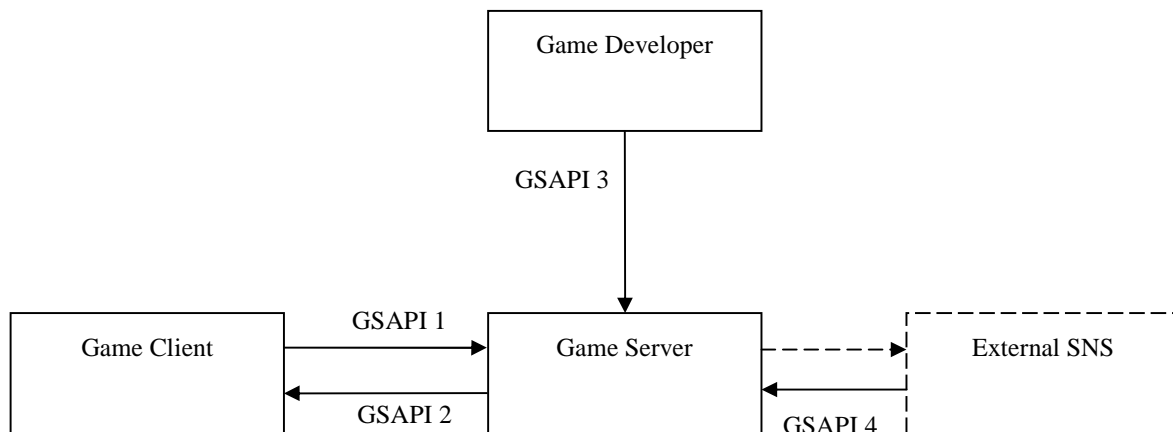 Game Developer
GSAPI 3
GSAPI 1
Game Client
Game Server
External SNS
GSAPI 2
GSAPI 4